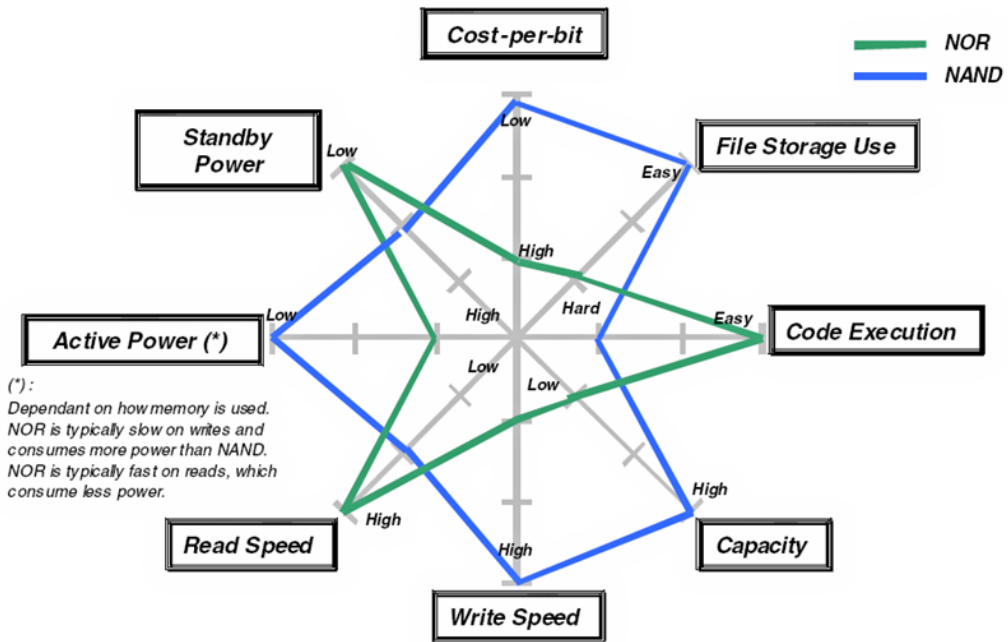 Cost-per-bit
NOR
NAND
Standby
Power
Low
Low
File Storage Use
Easy
High
High
Hard
Easy
Low
Active Power (*)
Code Execution
Low
Low
(*) :
Dependant on how memory is used.
NOR is typically slow on writes and
consumes more power than NAND.
NOR is typically fast on reads, which
consume less power.
High
High
High
Read Speed
Capacity
Write Speed